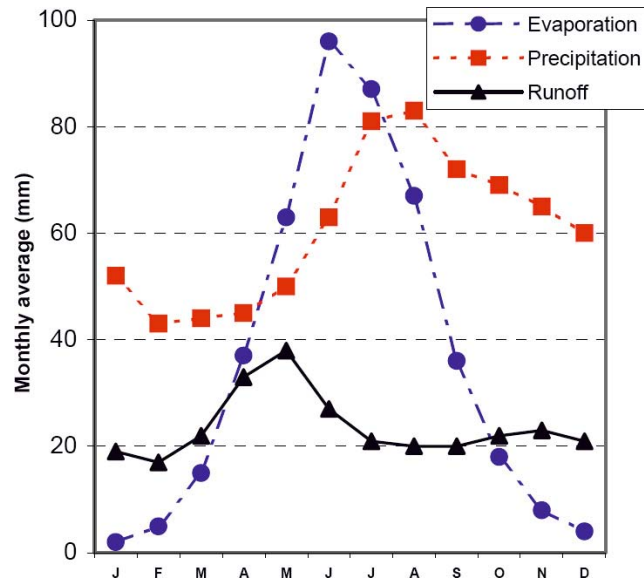 Evaporation
Precipitation
Runoff
Monthly average (mm)
100
80
60
40
20
0
J F M A M J J A S O N D